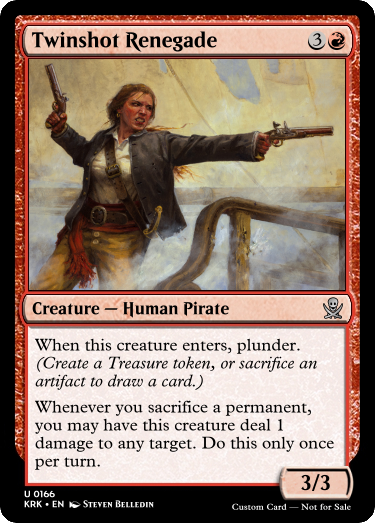 Twinshot Renegade 3
Creature — Human Pirate
When this creature enters, plunder.
(Create a Treasure token, or sacrifice an
artifact to draw a card.)
Whenever you sacrifice a permanent,
you may have this creature deal 1
damage to any target. Do this only once
per turn.
3/3
U 0166
KRK • EN Steven Belledin
Custom Card — Not for Sale